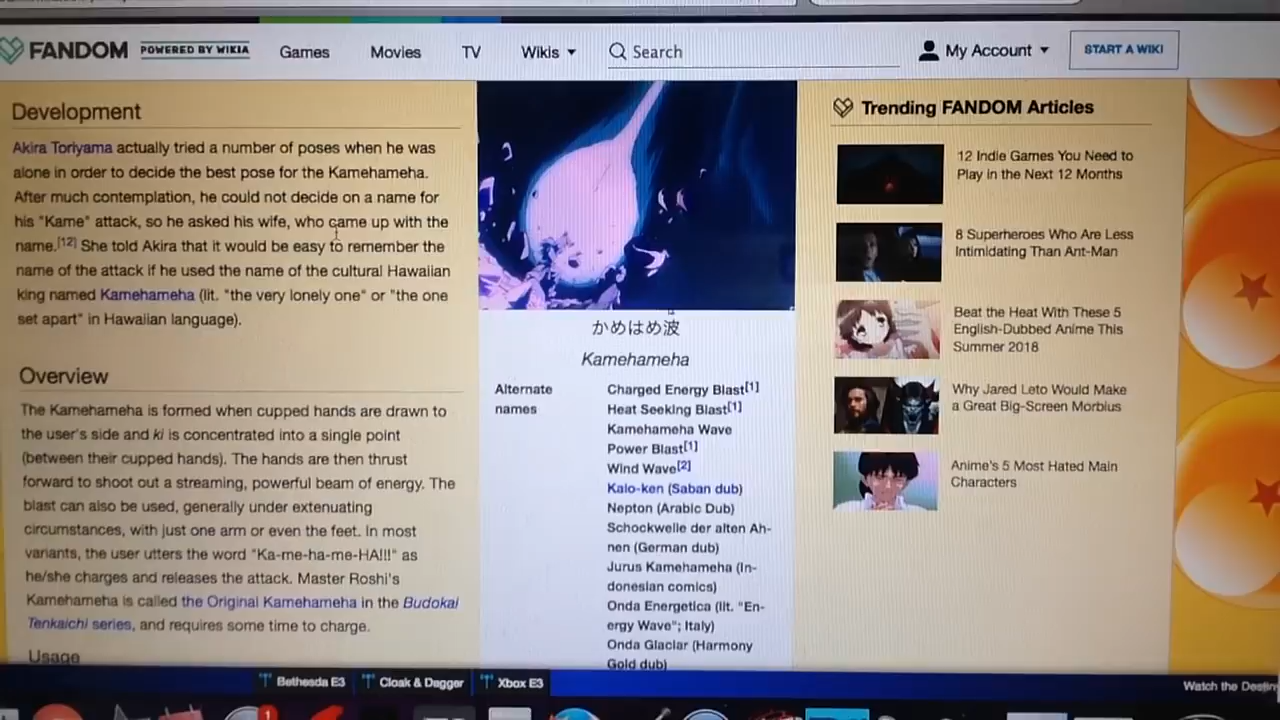 FANDOM POWERED BY WIKIA Games Movies TV Wikis Search My Account START A WIKI
Development
Akira Toriyama actually tried a number of poses when he was
alone in order to decide the best pose for the Kamehameha.
After much contemplation, he could not decide on a name for
his "Kame" attack, so he asked his wife, who came up with the
name.[12] She told Akira that it would be easy to remember the
name of the attack if he used the name of the cultural Hawaiian
king named Kamehameha (lit. "the very lonely one" or "the one
set apart" in Hawaiian language).
Overview
The Kamehameha is formed when cupped hands are drawn to
the user's side and ki is concentrated into a single point
(between their cupped hands). The hands are then thrust
forward to shoot out a streaming, powerful beam of energy. The
blast can also be used, generally under extenuating
circumstances, with just one arm or even the feet. In most
variants, the user utters the word "Ka-me-ha-me-HA!!!" as
he/she charges and releases the attack. Master Roshi's
Kamehameha is called the Original Kamehameha in the Budokai
Tenkaichi series, and requires some time to charge.
Usage
かめはめ波
Kamehameha
Alternate
names
Charged Energy Blast[1]
Heat Seeking Blast[1]
Kamehameha Wave
Power Blast[1]
Wind Wave[2]
Kalo-ken (Saban dub)
Nepton (Arabic Dub)
Schockwelle der alten Ah-
nen (German dub)
Jurus Kamehameha (In-
donesian comics)
Onda Energetica (lit. "En-
ergy Wave"; Italy)
Onda Glaciar (Harmony
Gold dub)
Trending FANDOM Articles
12 Indie Games You Need to
Play in the Next 12 Months
8 Superheroes Who Are Less
Intimidating Than Ant-Man
Beat the Heat With These 5
English-Dubbed Anime This
Summer 2018
Why Jared Leto Would Make
a Great Big-Screen Morbius
Anime's 5 Most Hated Main
Characters
Bethesda E3 Cloak & Dagger Xbox E3 Watch the
1